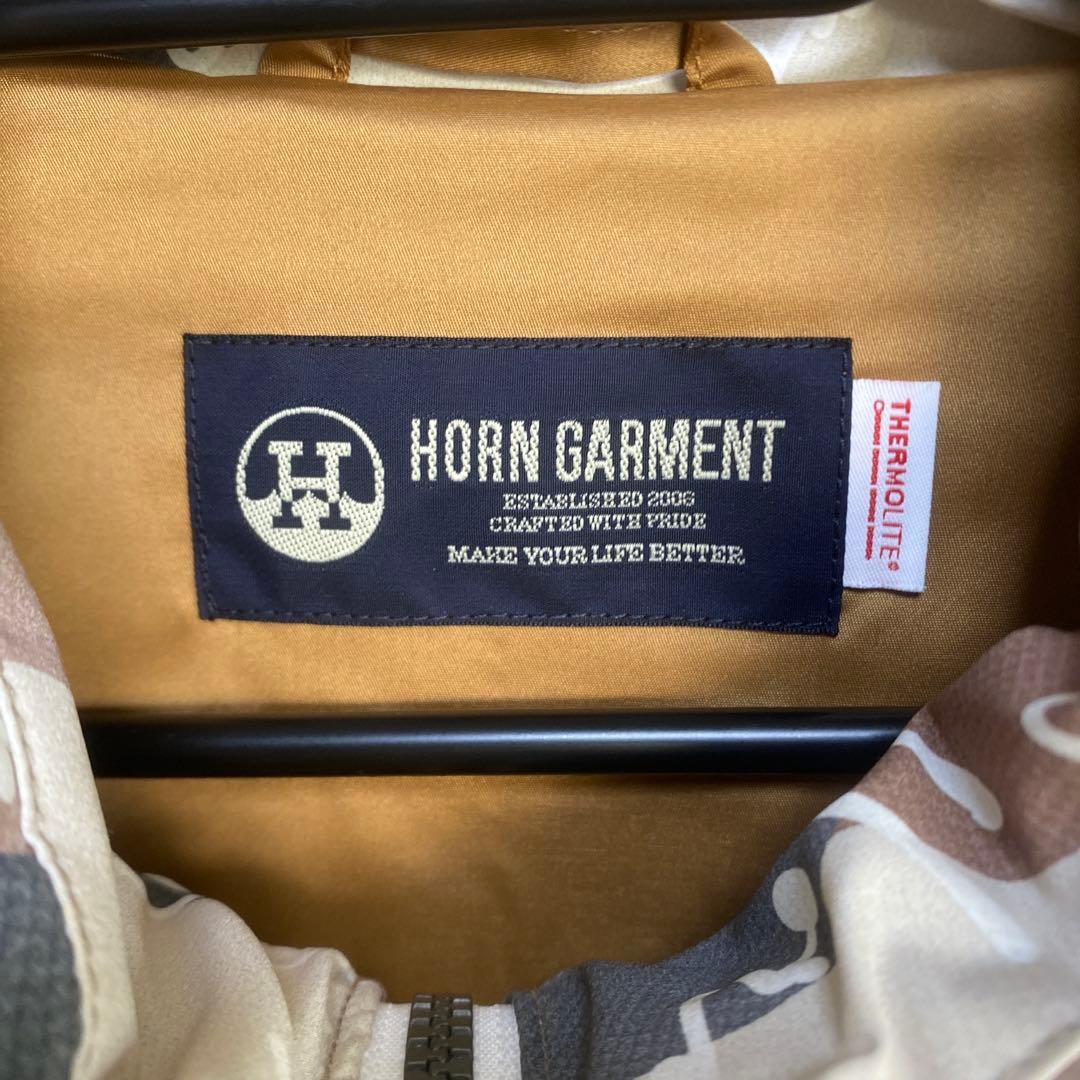 H
HORN GARMENT
ESTABLISHED 2006
CRAFTED WITH PRIDE
MAKE YOUR LIFE BETTER
THERMOLITE®